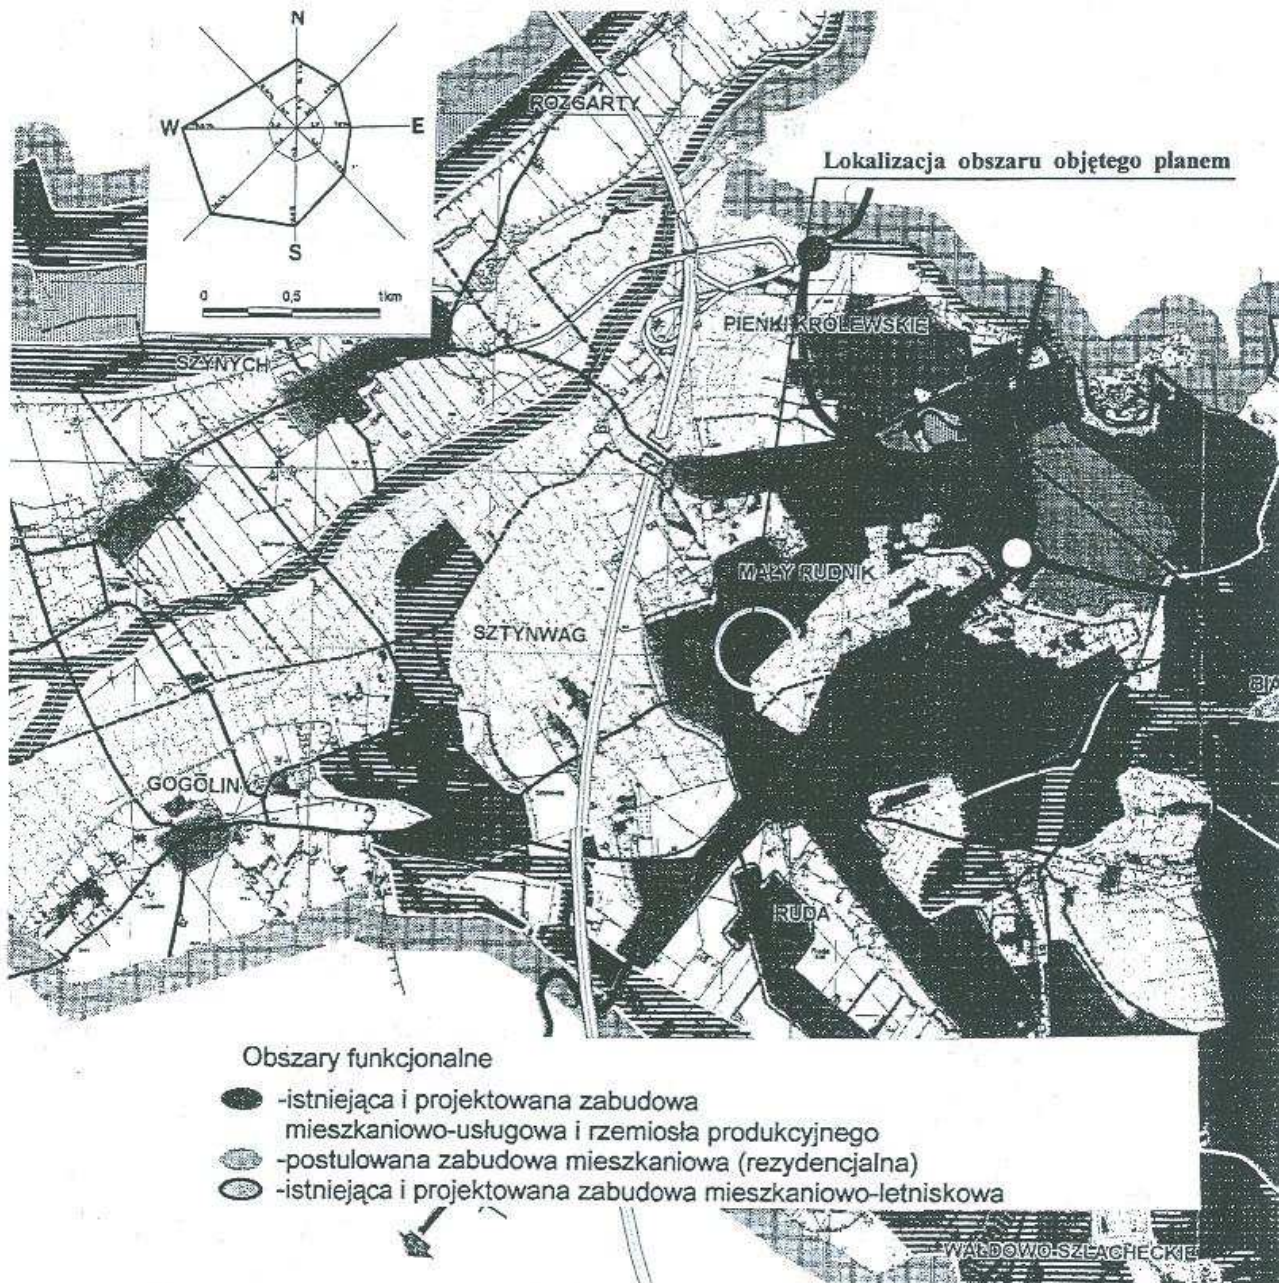 N
ROZGARTY
W
E
Lokalizacja obszaru objętego planem
S
0 0,5 1km
PIEŃKI KRÓLEWSKIE
SZYNYCH
MAŁY RUDNIK
SZTYNWAG
GOGOLIN
RUDA
Obszary funkcjonalne
-istniejąca i projektowana zabudowa
mieszkaniowo-usługowa i rzemiosła produkcyjnego
-postulowana zabudowa mieszkaniowa (rezydencjalna)
-istniejąca i projektowana zabudowa mieszkaniowo-letniskowa
WAŁDOWO-SZLACHECKIE